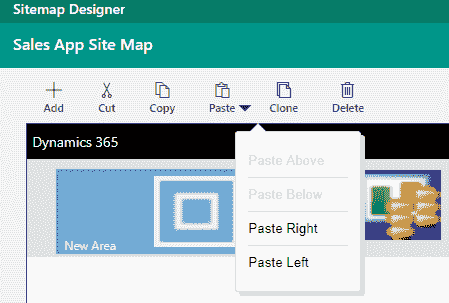 Sitemap Designer
Sales App Site Map
Add Cut Copy Paste Clone Delete
Dynamics 365
Paste Above
Paste Below
Paste Right
New Area
Paste Left